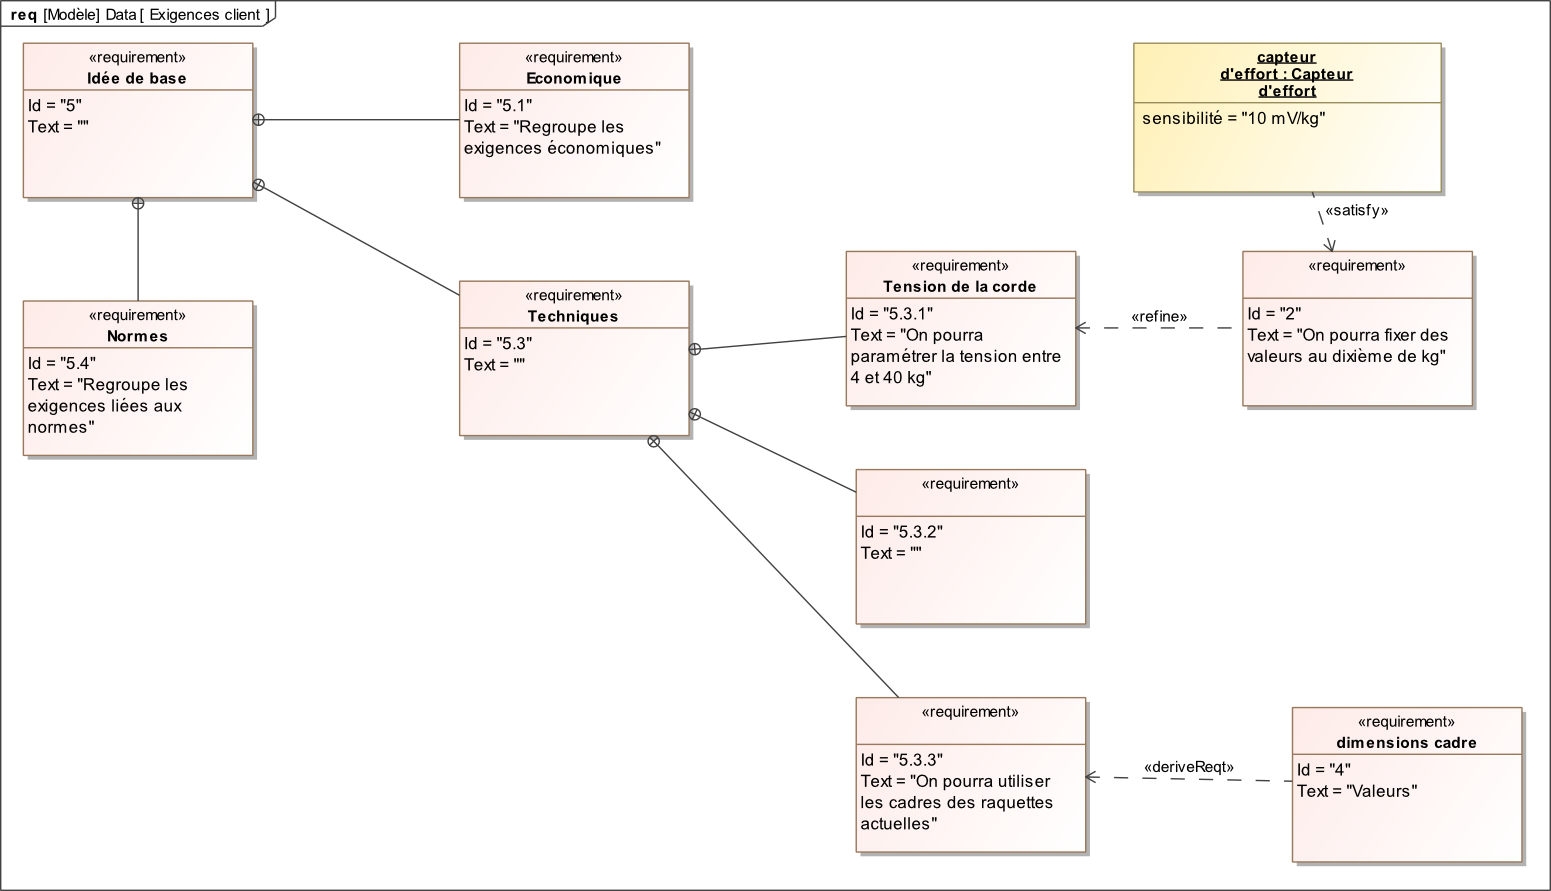 req [Modèle] Data [ Exigences client ]
«requirement»
Idée de base
Id = "5"
Text = ""
«requirement»
Economique
Id = "5.1"
Text = "Regroupe les
exigences économiques"
capteur
d'effort : Capteur
d'effort
sensibilité = "10 mV/kg"
«satisfy»
«requirement»
Normes
Id = "5.4"
Text = "Regroupe les
exigences liées aux
normes"
«requirement»
Techniques
Id = "5.3"
Text = ""
«requirement»
Tension de la corde
Id = "5.3.1"
Text = "On pourra
paramétrer la tension entre
4 et 40 kg"
«refine»
«requirement»
Id = "2"
Text = "On pourra fixer des
valeurs au dixième de kg"
«requirement»
Id = "5.3.2"
Text = ""
«requirement»
Id = "5.3.3"
Text = "On pourra utiliser
les cadres des raquettes
actuelles"
«deriveReqt»
«requirement»
dimensions cadre
Id = "4"
Text = "Valeurs"